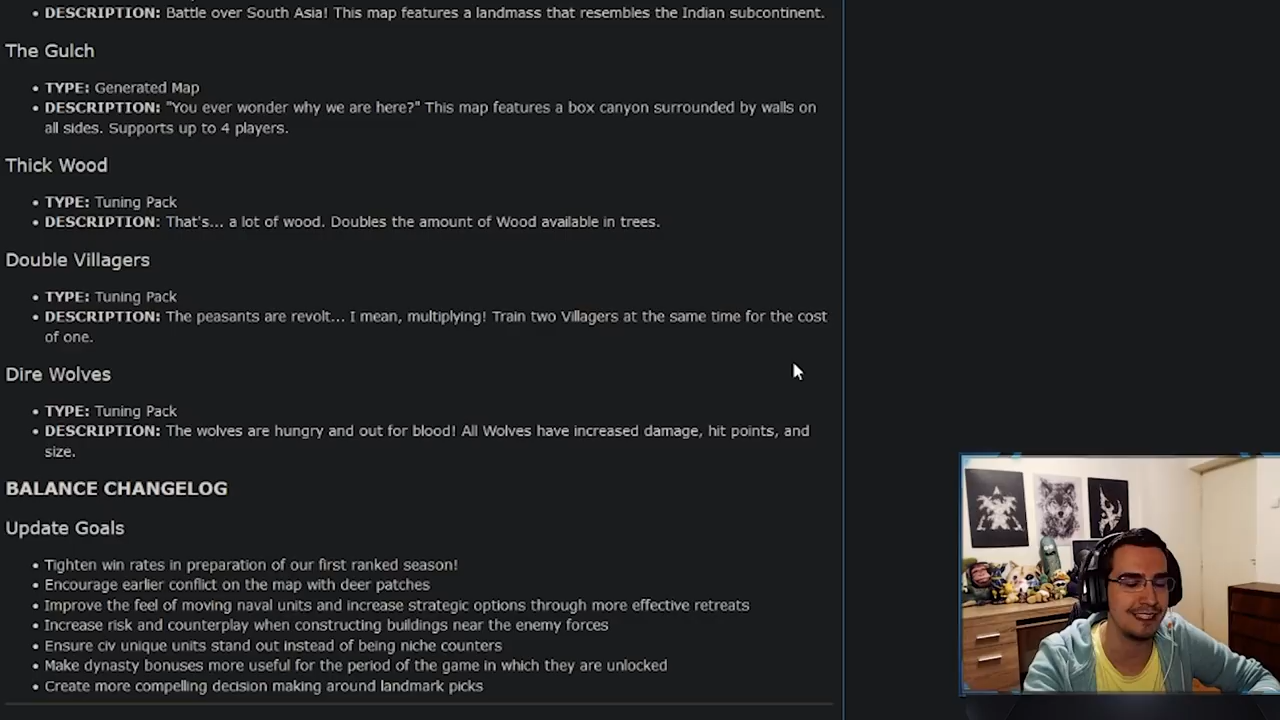 • DESCRIPTION: Battle over South Asia! This map features a landmass that resembles the Indian subcontinent.
The Gulch
• TYPE: Generated Map
• DESCRIPTION: "You ever wonder why we are here?" This map features a box canyon surrounded by walls on
all sides. Supports up to 4 players.
Thick Wood
• TYPE: Tuning Pack
• DESCRIPTION: That's... a lot of wood. Doubles the amount of Wood available in trees.
Double Villagers
• TYPE: Tuning Pack
• DESCRIPTION: The peasants are revolt... I mean, multiplying! Train two Villagers at the same time for the cost
of one.
Dire Wolves
• TYPE: Tuning Pack
• DESCRIPTION: The wolves are hungry and out for blood! All Wolves have increased damage, hit points, and
size.
BALANCE CHANGELOG
Update Goals
• Tighten win rates in preparation of our first ranked season!
• Encourage earlier conflict on the map with deer patches
• Improve the feel of moving naval units and increase strategic options through more effective retreats
• Increase risk and counterplay when constructing buildings near the enemy forces
• Ensure civ unique units stand out instead of being niche counters
• Make dynasty bonuses more useful for the period of the game in which they are unlocked
• Create more compelling decision making around landmark picks